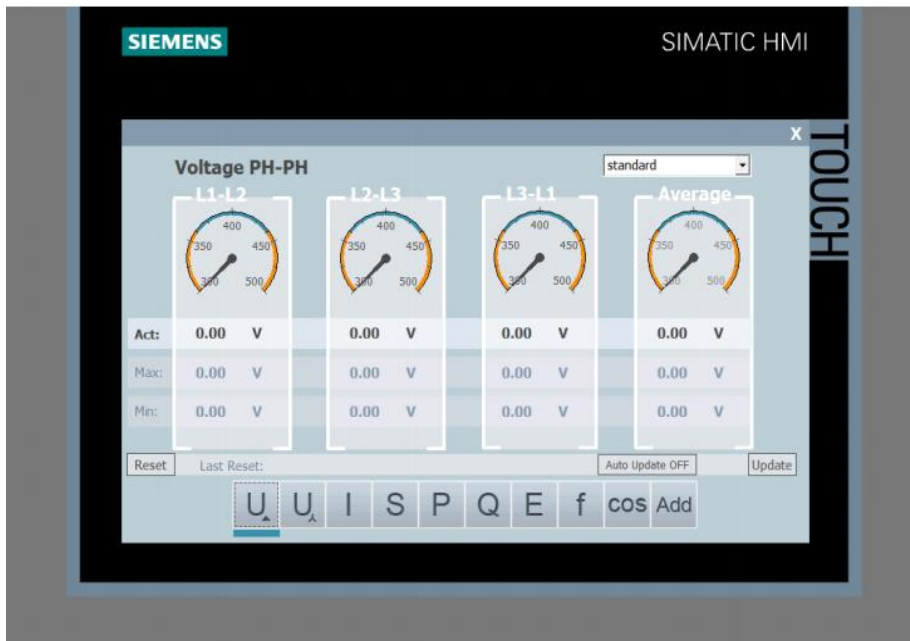 SIEMENS
SIMATIC HMI
TOUCH
X
Voltage PH-PH
standard
L1-L2
L2-L3
L3-L1
Average
300 350 400 450 500
300 350 400 450 500
300 350 400 450 500
300 350 400 450 500
Act: 0.00 V 0.00 V 0.00 V 0.00 V
Max: 0.00 V 0.00 V 0.00 V 0.00 V
Min: 0.00 V 0.00 V 0.00 V 0.00 V
Reset Last Reset: Auto Update OFF Update
U U I S P Q E f cos Add